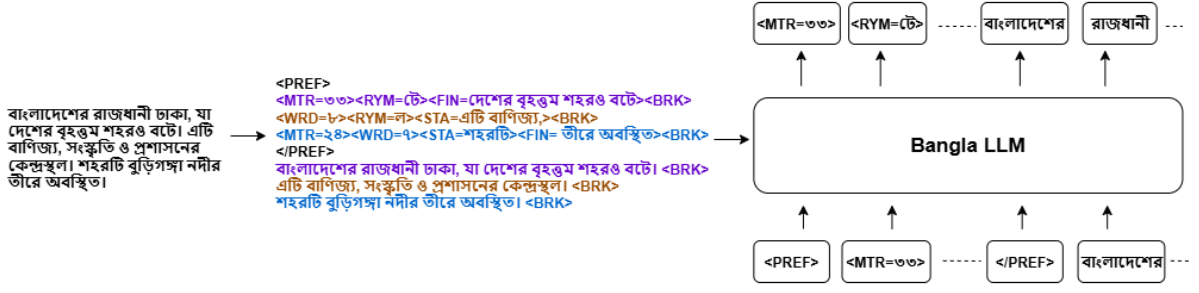 বাংলাদেশের রাজধানী ঢাকা, যা
দেশের বৃহত্তম শহরও বটে। এটি
বাণিজ্য, সংস্কৃতি ও প্রশাসনের
কেন্দ্রস্থল। শহরটি বুড়িগঙ্গা নদীর
তীরে অবস্থিত।
<PREF>
<MTR=৩৩><RYM=টে><FIN=দেশের বৃহত্তম শহরও বটে><BRK>
<WRD=৮><RYM=ল><STA=এটি বাণিজ্য,><BRK>
<MTR=২৪><WRD=৭><STA=শহরটি><FIN= তীরে অবস্থিত><BRK>
</PREF>
বাংলাদেশের রাজধানী ঢাকা, যা দেশের বৃহত্তম শহরও বটে। <BRK>
এটি বাণিজ্য, সংস্কৃতি ও প্রশাসনের কেন্দ্রস্থল। <BRK>
শহরটি বুড়িগঙ্গা নদীর তীরে অবস্থিত। <BRK>
<MTR=৩৩> <RYM=টে> বাংলাদেশের রাজধানী
Bangla LLM
<PREF> <MTR=৩৩> </PREF> বাংলাদেশের